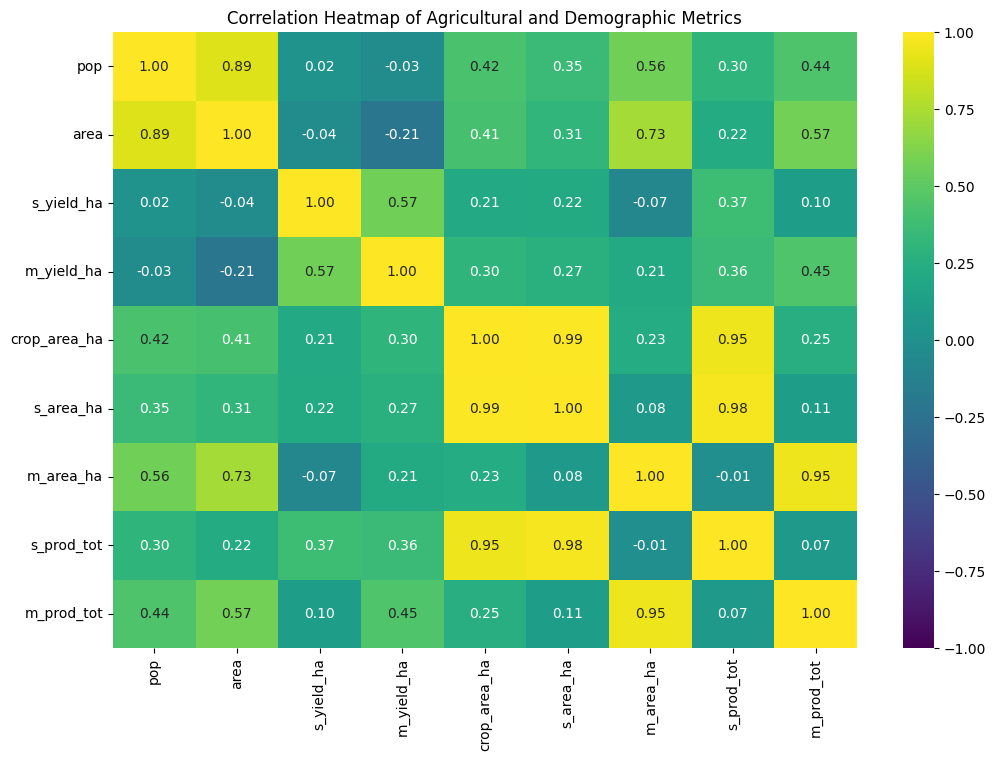 Correlation Heatmap of Agricultural and Demographic Metrics
pop 1.00 0.89 0.02 -0.03 0.42 0.35 0.56 0.30 0.44
area 0.89 1.00 -0.04 -0.21 0.41 0.31 0.73 0.22 0.57
s_yield_ha 0.02 -0.04 1.00 0.57 0.21 0.22 -0.07 0.37 0.10
m_yield_ha -0.03 -0.21 0.57 1.00 0.30 0.27 0.21 0.36 0.45
crop_area_ha 0.42 0.41 0.21 0.30 1.00 0.99 0.23 0.95 0.25
s_area_ha 0.35 0.31 0.22 0.27 0.99 1.00 0.08 0.98 0.11
m_area_ha 0.56 0.73 -0.07 0.21 0.23 0.08 1.00 -0.01 0.95
s_prod_tot 0.30 0.22 0.37 0.36 0.95 0.98 -0.01 1.00 0.07
m_prod_tot 0.44 0.57 0.10 0.45 0.25 0.11 0.95 0.07 1.00
pop area s_yield_ha m_yield_ha crop_area_ha s_area_ha m_area_ha s_prod_tot m_prod_tot
1.00
0.75
0.50
0.25
0.00
−0.25
−0.50
−0.75
−1.00